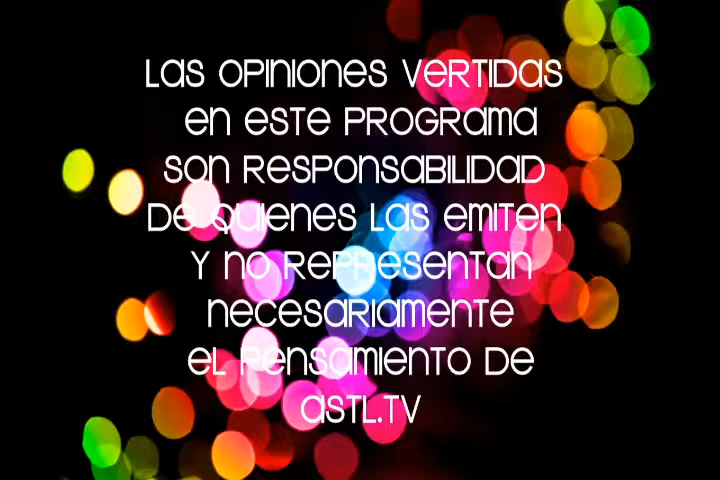 Las opiniones vertidas
en este programa
son responsabilidad
de quienes las emiten
y no representan
necesariamente
el pensamiento de
astl.tv